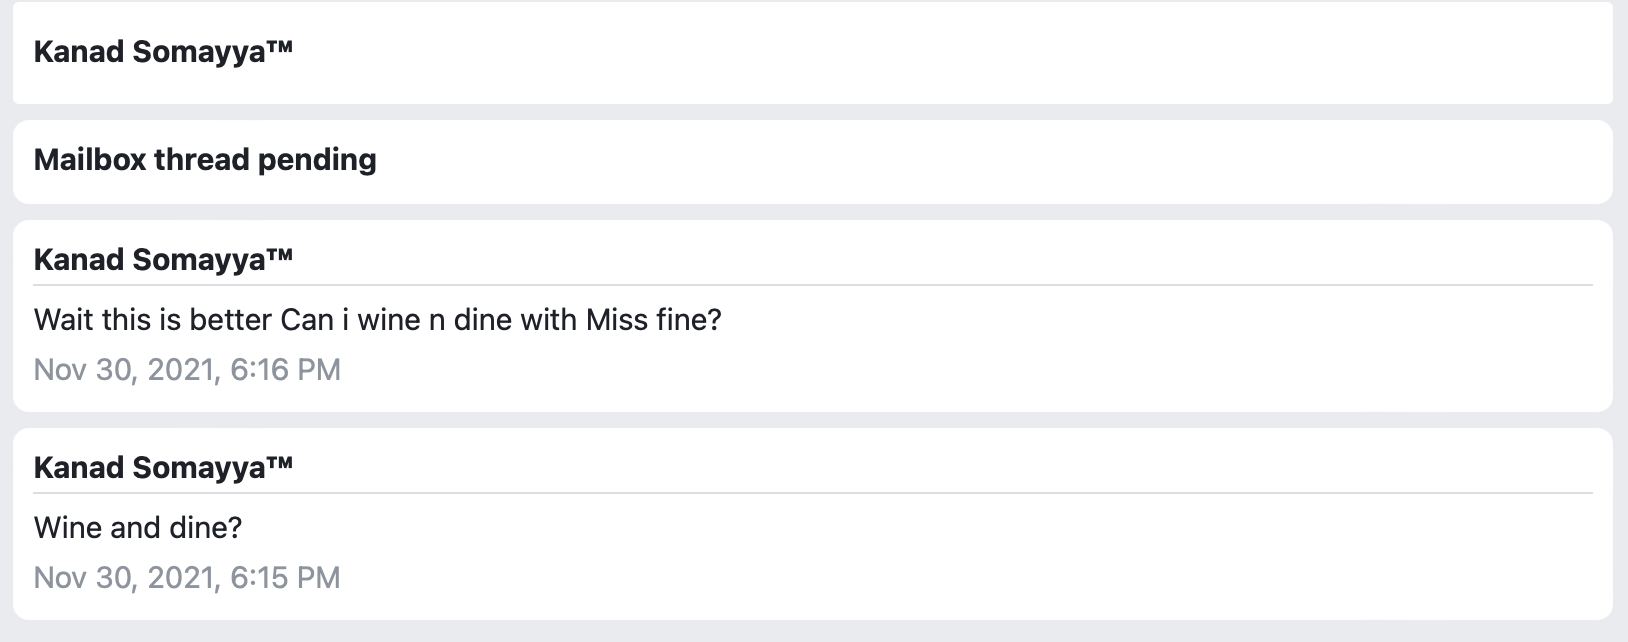 Kanad Somayya™
Mailbox thread pending
Kanad Somayya™
Wait this is better Can i wine n dine with Miss fine?
Nov 30, 2021, 6:16 PM
Kanad Somayya™
Wine and dine?
Nov 30, 2021, 6:15 PM